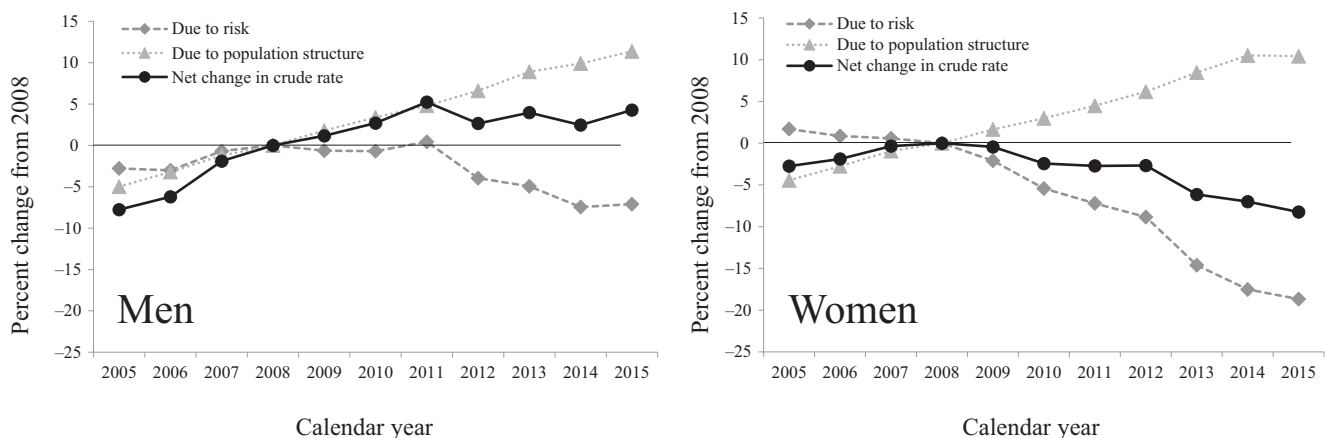 Percent change from 2008
15
10
5
0
–5
–10
–15
–20
–25
Due to risk
Due to population structure
Net change in crude rate
Men
2005 2006 2007 2008 2009 2010 2011 2012 2013 2014 2015
Calendar year
Percent change from 2008
15
10
5
0
–5
–10
–15
–20
–25
Due to risk
Due to population structure
Net change in crude rate
Women
2005 2006 2007 2008 2009 2010 2011 2012 2013 2014 2015
Calendar year